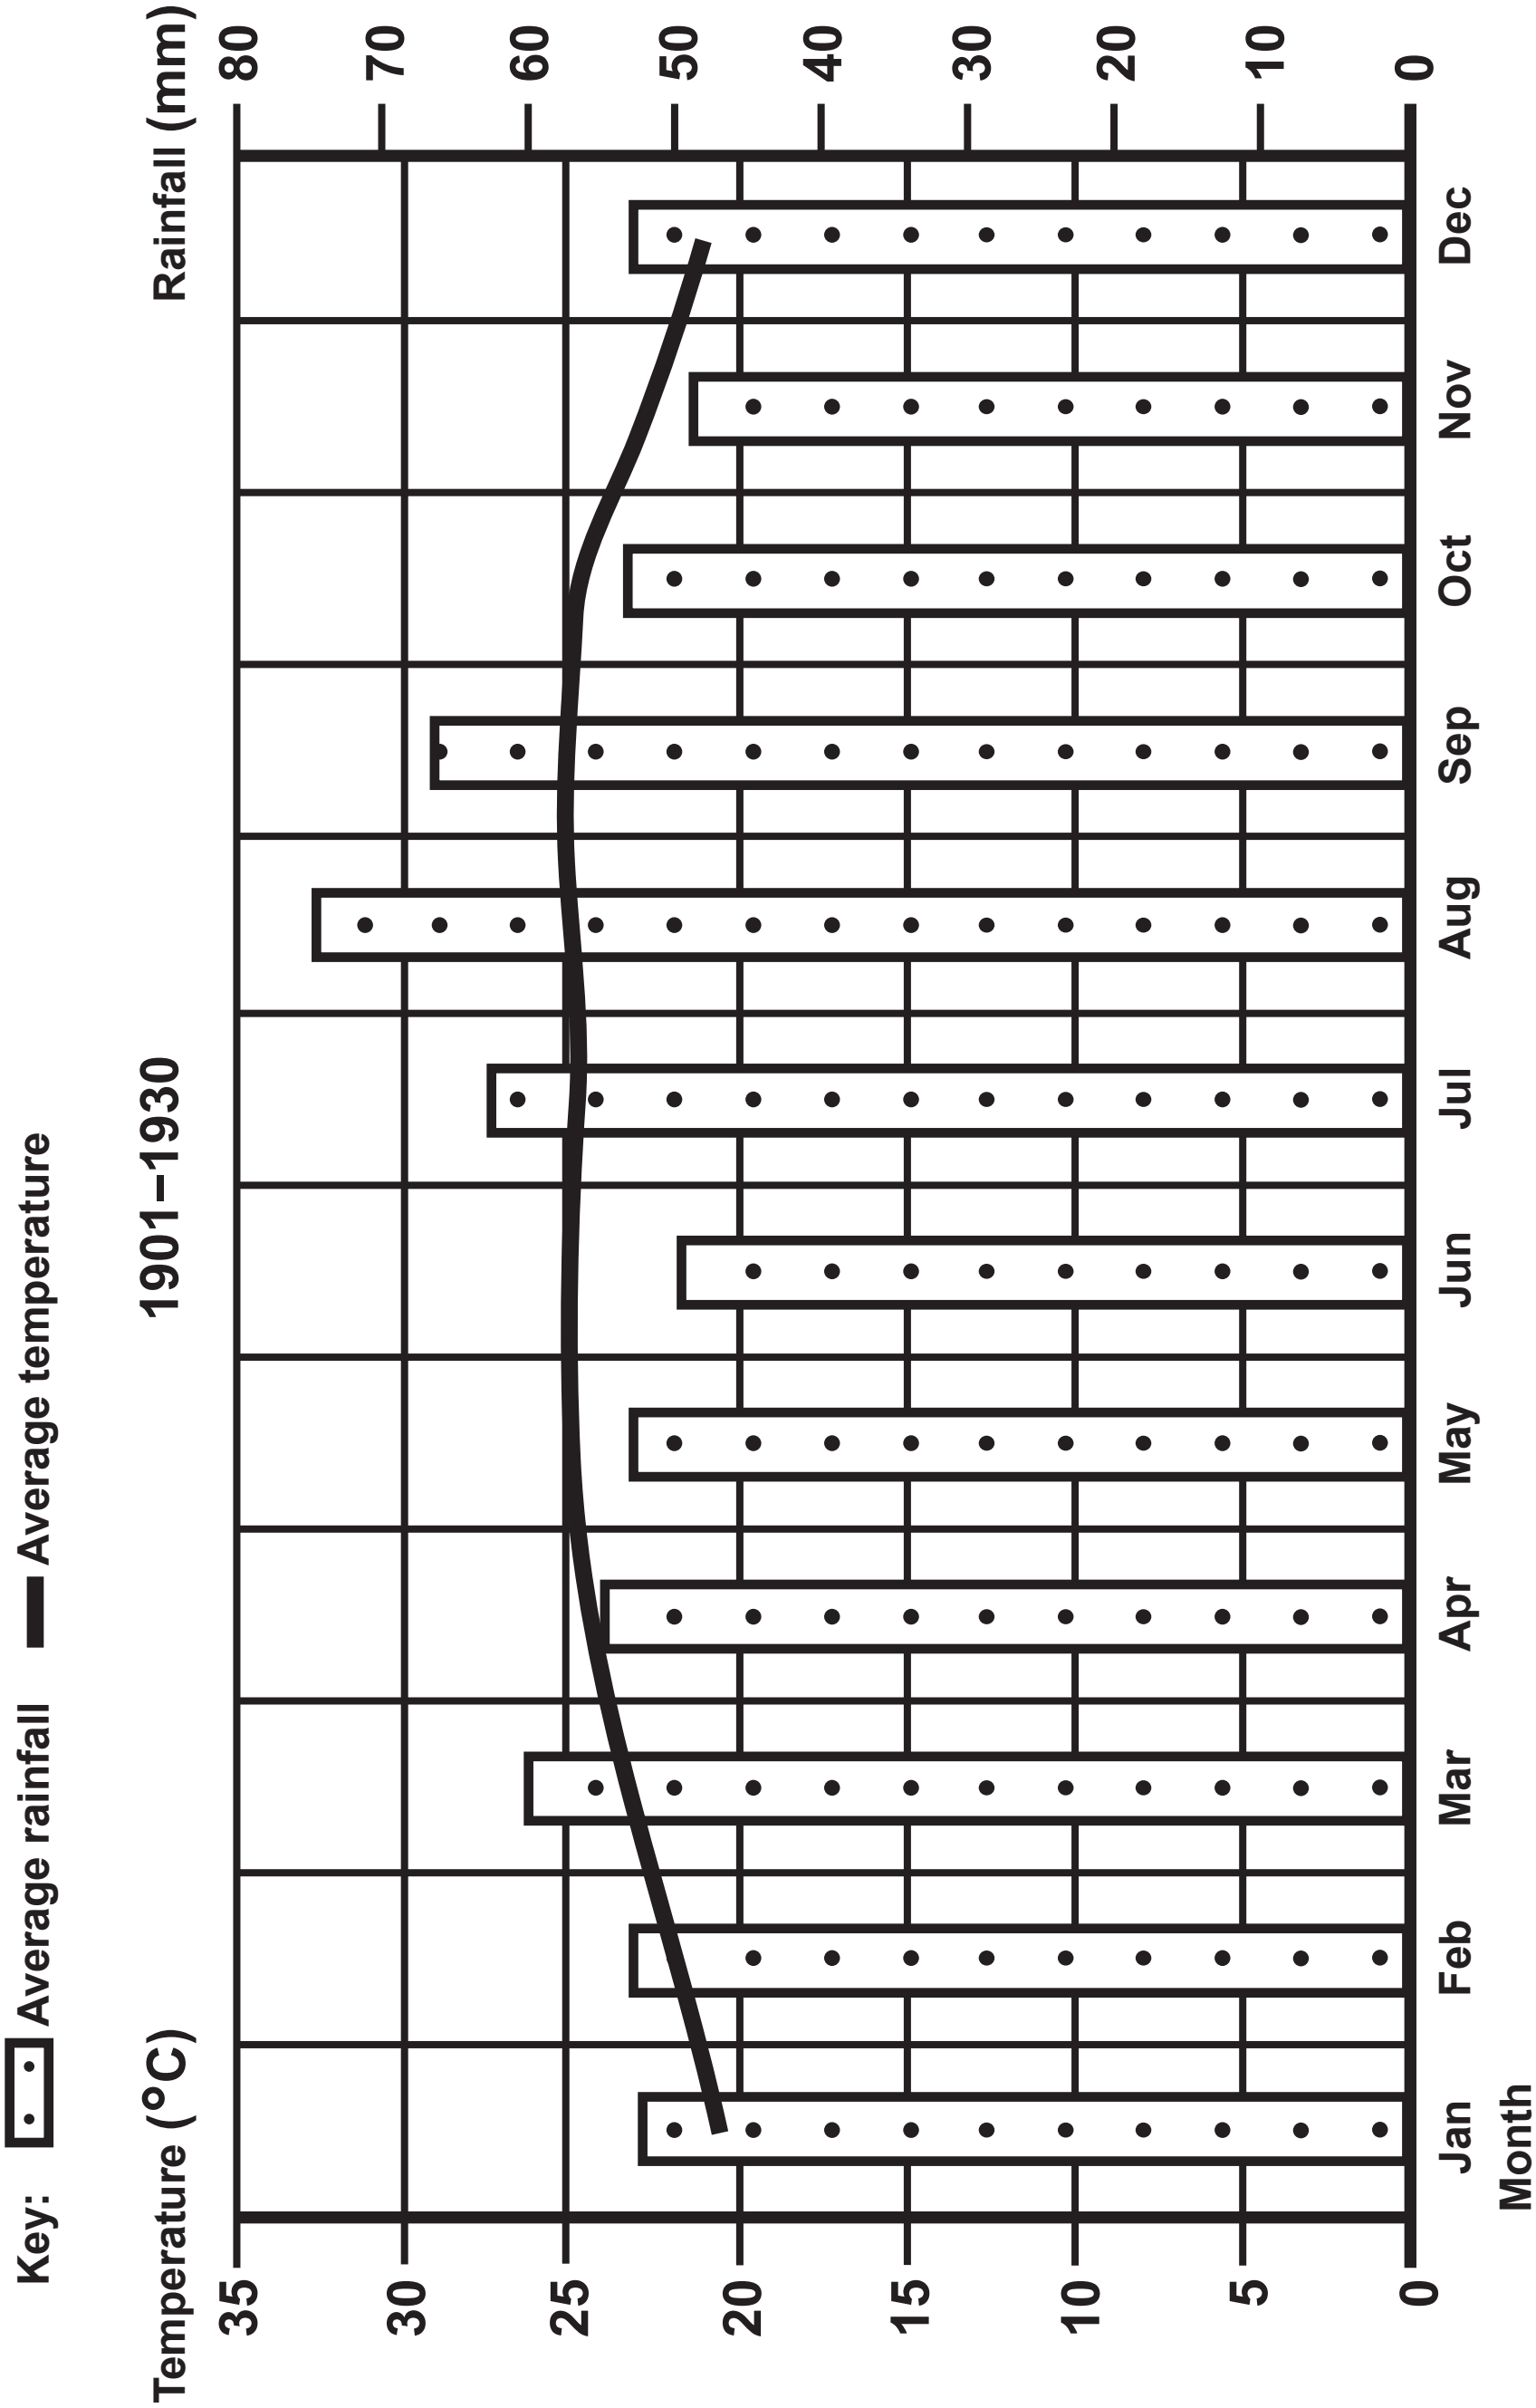 Key: Average rainfall Average temperature
1901–1930
Temperature (°C) Rainfall (mm)
35 80
30 70
25 60
20 50
15 40
10 30
5 20
0 10
0
Jan Feb Mar Apr May Jun Jul Aug Sep Oct Nov Dec
Month